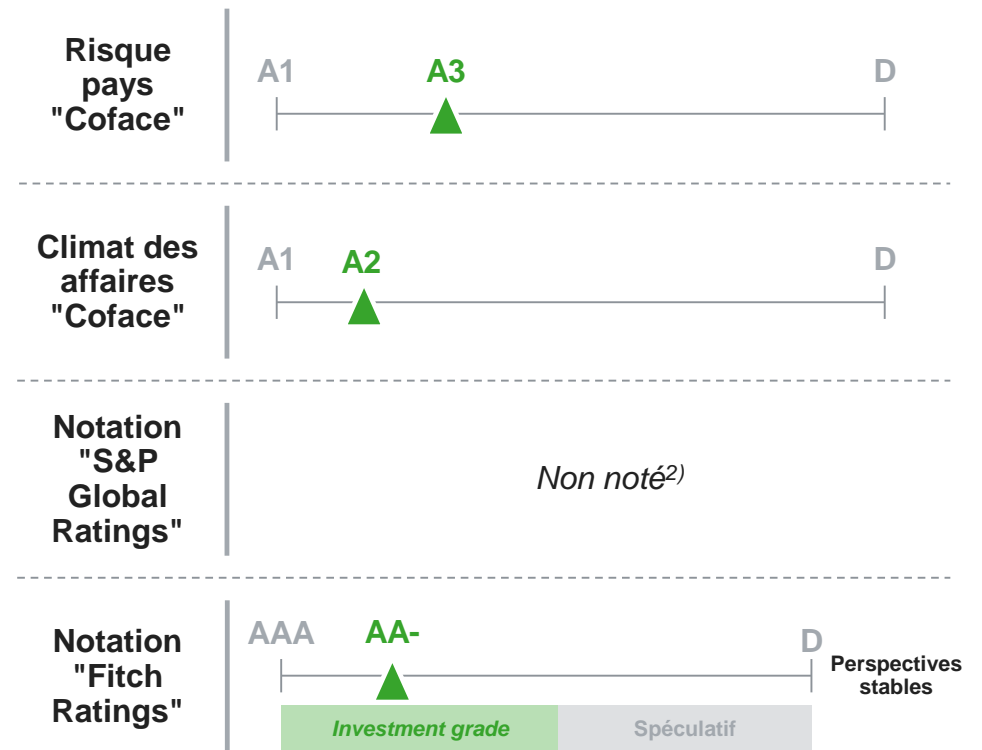 Risque
pays
"Coface"
A1
A3
D
Climat des
affaires
"Coface"
A1
A2
D
Notation
"S&P
Global
Ratings"
Non noté2)
Notation
"Fitch
Ratings"
AAA
AA-
D
Perspectives
stables
Investment grade
Spéculatif